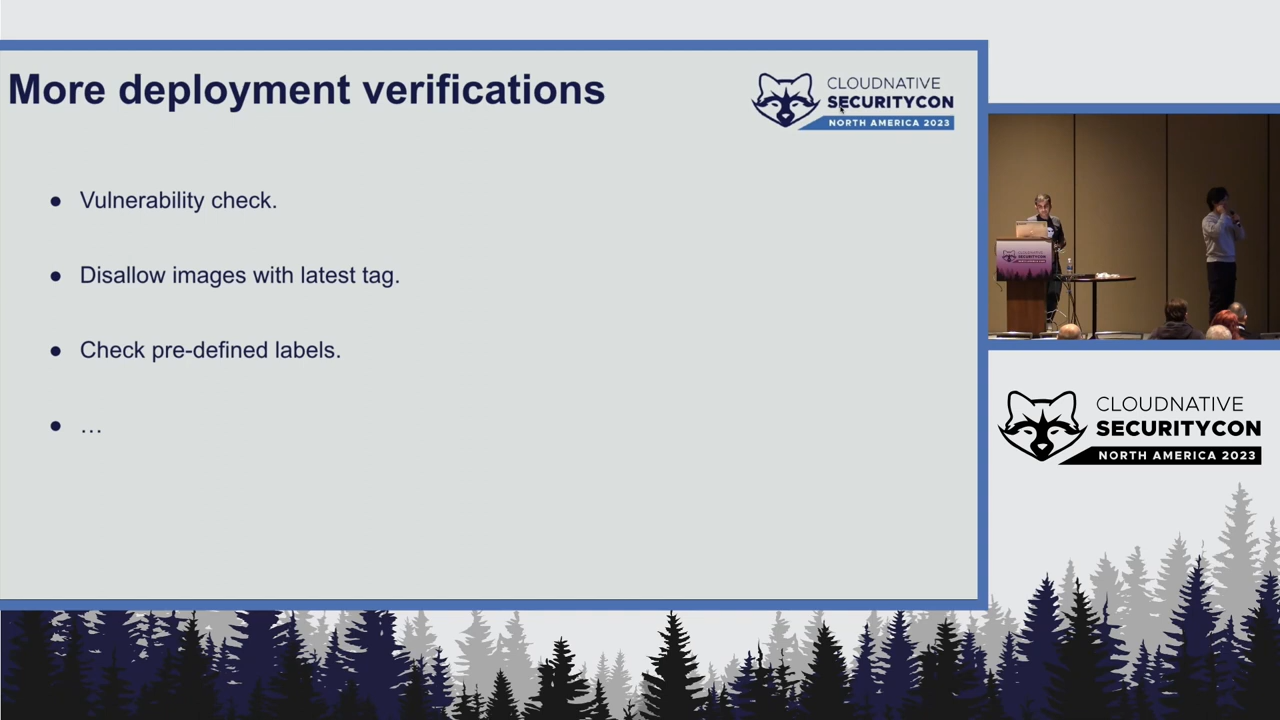 More deployment verifications
CLOUDNATIVE
SECURITYCON
NORTH AMERICA 2023
● Vulnerability check.
● Disallow images with latest tag.
● Check pre-defined labels.
● …
CLOUDNATIVE
SECURITYCON
NORTH AMERICA 2023